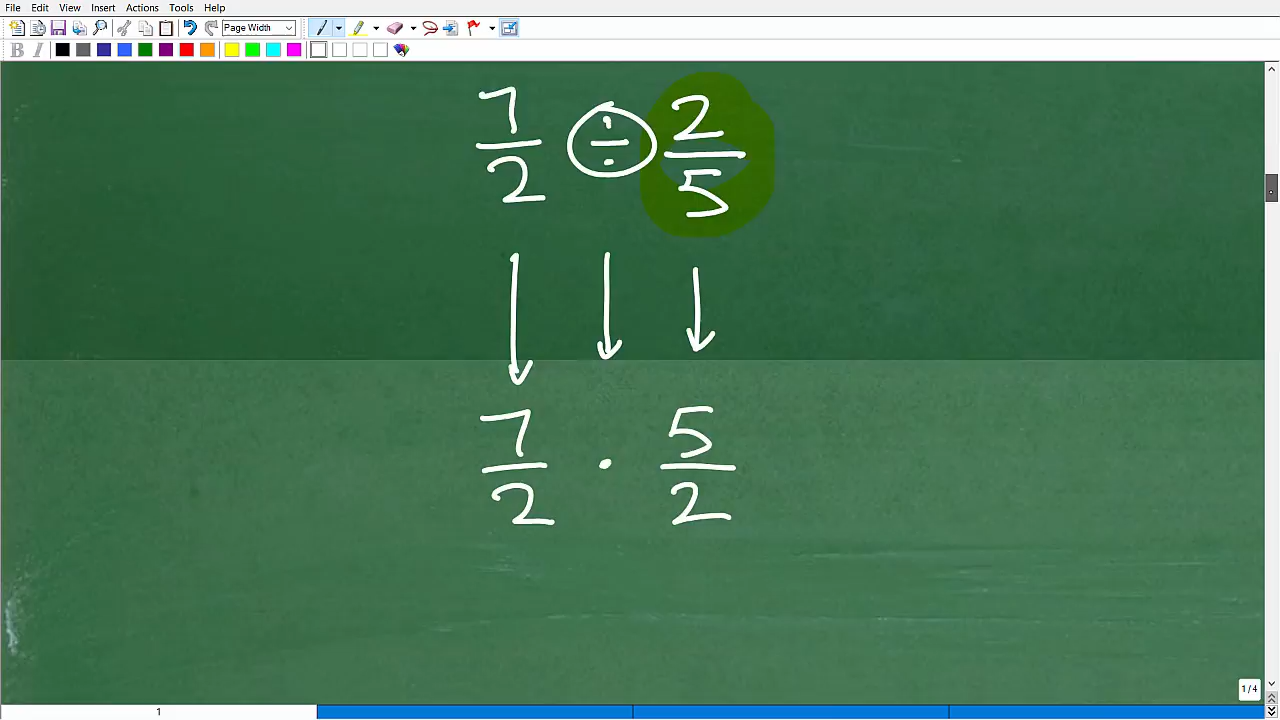 File Edit View Insert Actions Tools Help
Page Width
B I
7/2 ÷ 2/5
7/2 · 5/2
1/4
1